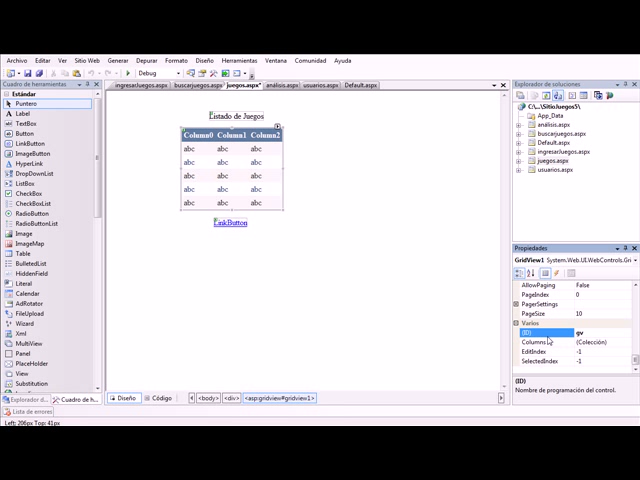 Archivo Editar Ver Sitio Web Generar Depurar Formato Diseño Herramientas Ventana Comunidad Ayuda
Debug
Cuadro de herramientas
Estándar
Puntero
Label
TextBox
Button
LinkButton
ImageButton
HyperLink
DropDownList
ListBox
CheckBox
CheckBoxList
RadioButton
RadioButtonList
Image
ImageMap
Table
BulletedList
HiddenField
Literal
Calendar
AdRotator
FileUpload
Wizard
Xml
MultiView
Panel
PlaceHolder
View
Substitution
Explorador d... Cuadro de h...
Lista de errores
Left: 206px Top: 41px
ingresarJuegos.aspx buscarjuegos.aspx juegos.aspx* análisis.aspx usuarios.aspx Default.aspx
Listado de Juegos
Column0 Column1 Column2
abc abc abc
abc abc abc
abc abc abc
abc abc abc
abc abc abc
LinkButton
Diseño Código <body> <div> <asp:gridview#gridview1>
Explorador de soluciones
C:\...\SitioJuegos5\
App_Data
análisis.aspx
buscarjuegos.aspx
Default.aspx
ingresarJuegos.aspx
juegos.aspx
usuarios.aspx
Propiedades
GridView1 System.Web.UI.WebControls.Gri
AllowPaging False
PageIndex 0
PagerSettings
PageSize 10
Varios
(ID) gv
Columns (Colección)
EditIndex -1
SelectedIndex -1
(ID)
Nombre de programación del control.